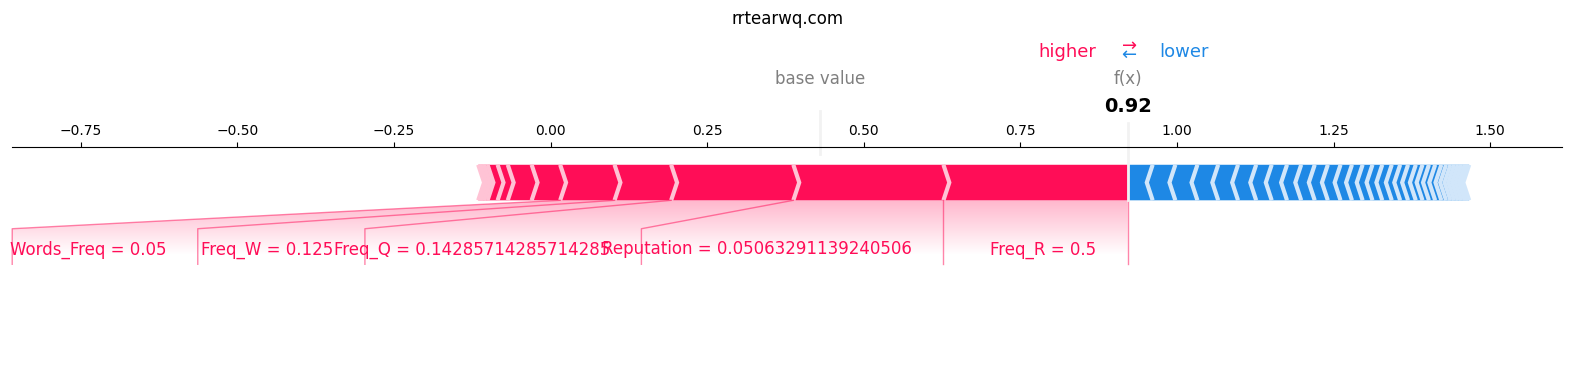 rrtearwq.com
higher ⇄ lower
base value f(x)
0.92
−0.75 −0.50 −0.25 0.00 0.25 0.50 0.75 1.00 1.25 1.50
Words_Freq = 0.05 Freq_W = 0.125 Freq_Q = 0.14285714285714285 Reputation = 0.05063291139240506 Freq_R = 0.5